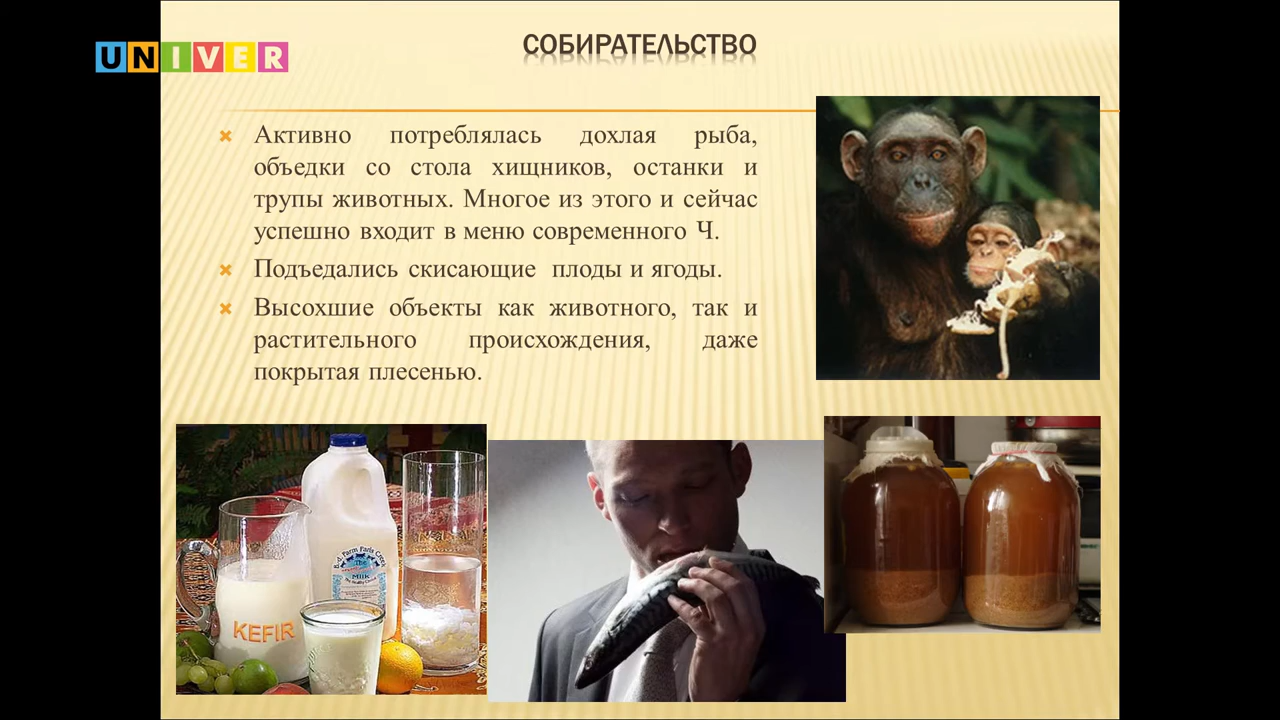 UNIVER
СОБИРАТЕЛЬСТВО
Активно потреблялась дохлая рыба,
объедки со стола хищников, останки и
трупы животных. Многое из этого и сейчас
успешно входит в меню современного Ч.
Подъедались скисающие плоды и ягоды.
Высохшие объекты как животного, так и
растительного происхождения, даже
покрытая плесенью.
KEFIR
The
Milk